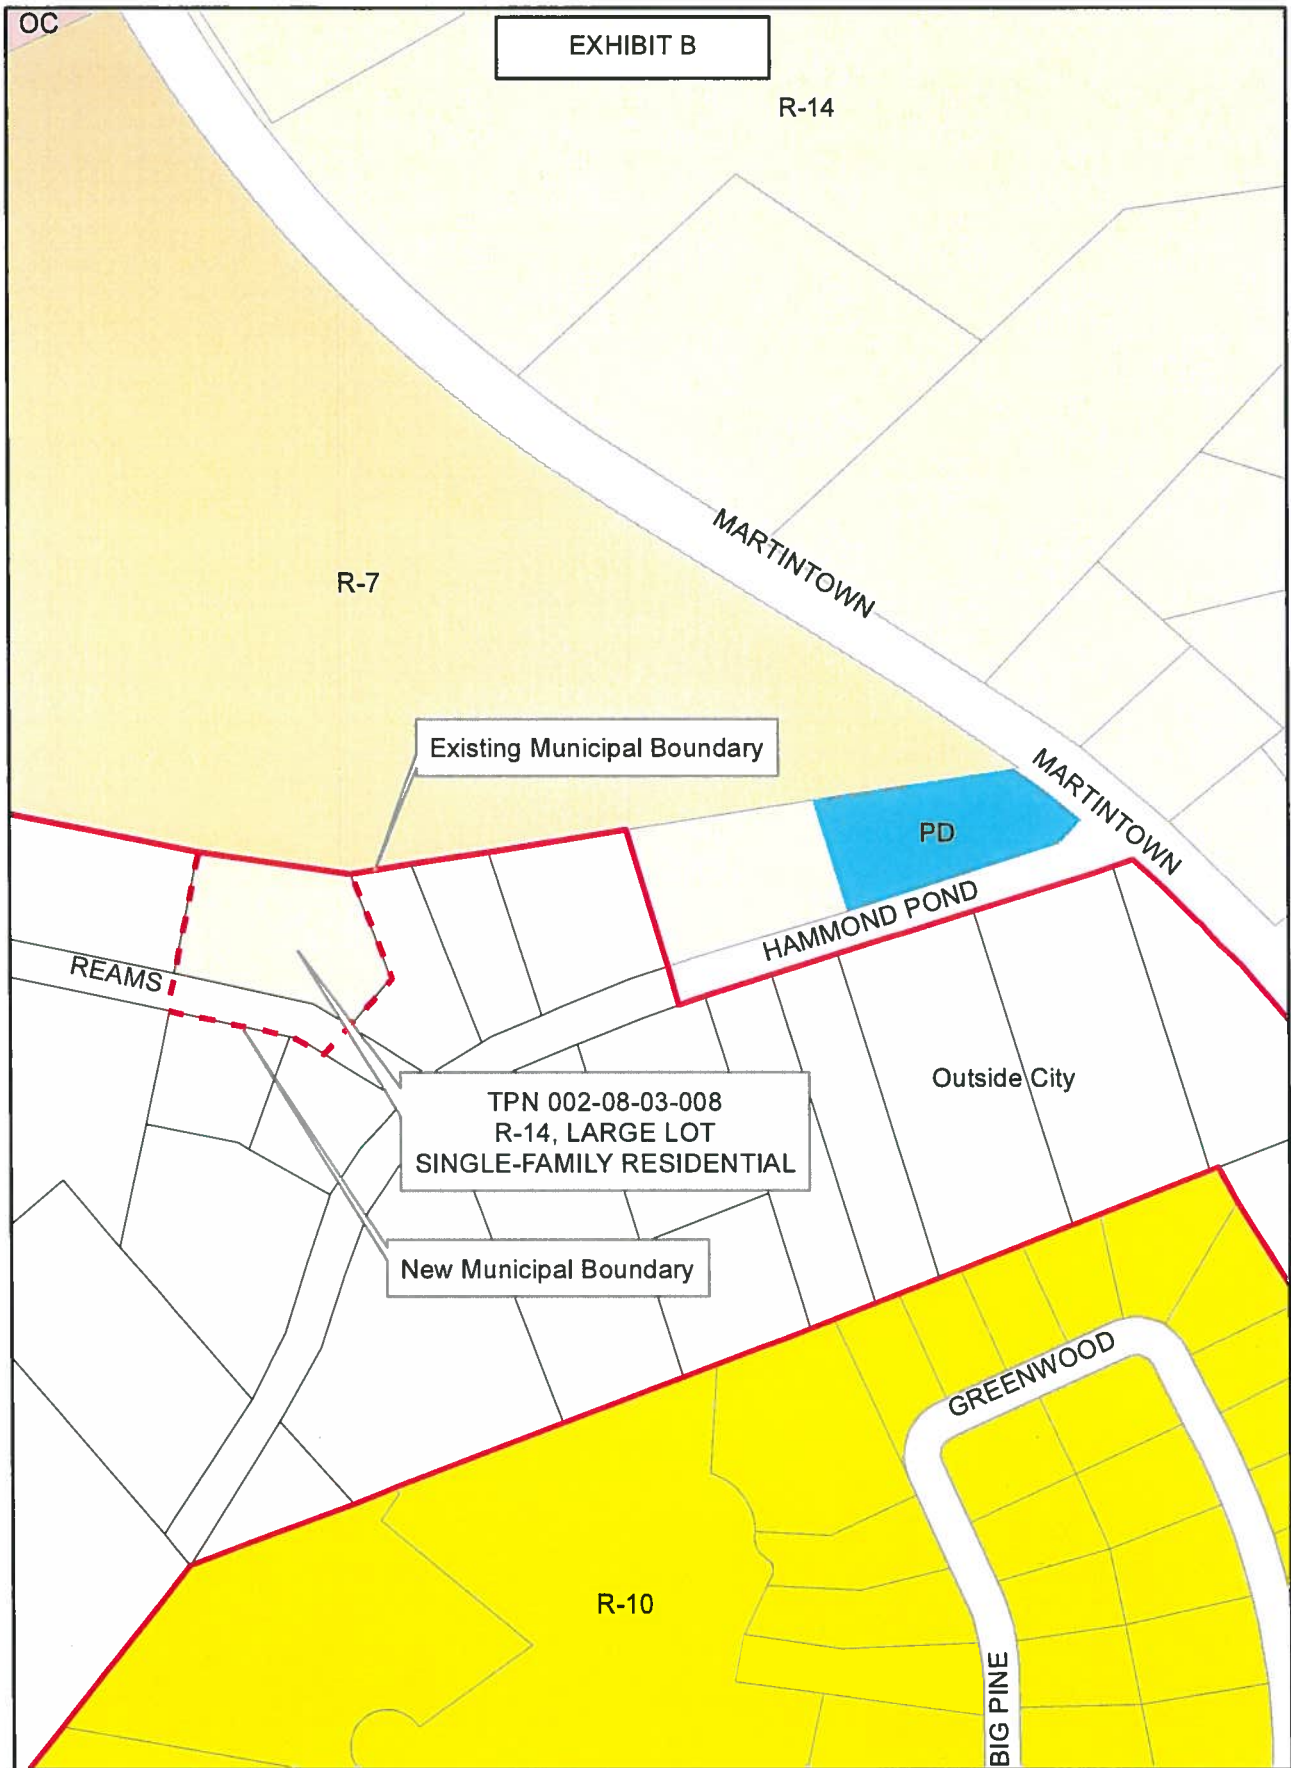 OC
EXHIBIT B
R-14
MARTINTOWN
R-7
Existing Municipal Boundary
MARTINTOWN
PD
HAMMOND POND
REAMS
Outside City
TPN 002-08-03-008
R-14, LARGE LOT
SINGLE-FAMILY RESIDENTIAL
New Municipal Boundary
GREENWOOD
R-10
BIG PINE